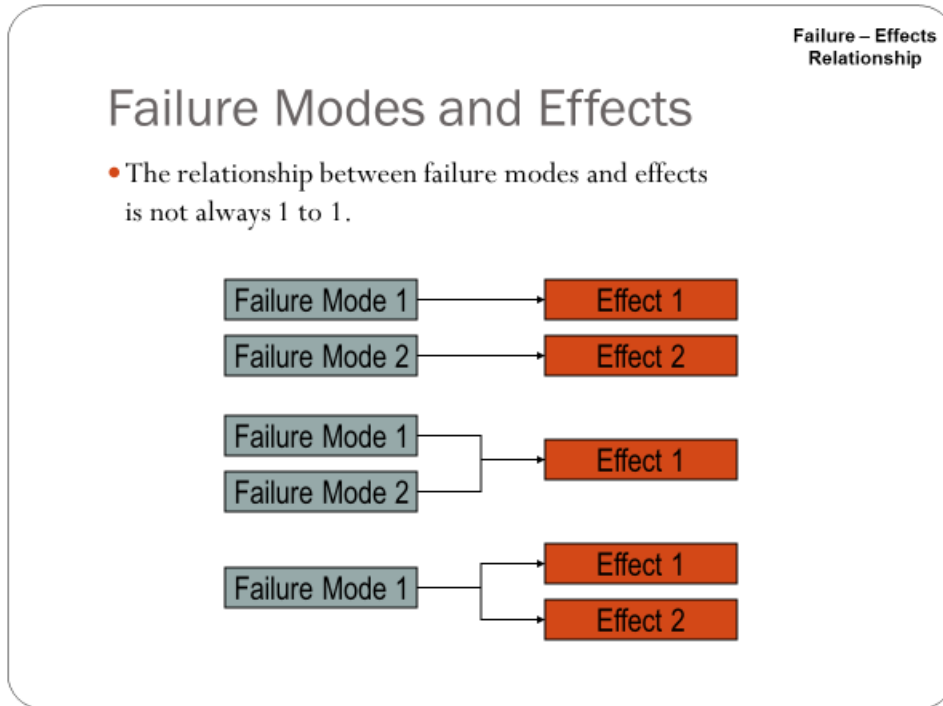 Failure – Effects
Relationship
Failure Modes and Effects
• The relationship between failure modes and effects
is not always 1 to 1.
Failure Mode 1
Effect 1
Failure Mode 2
Effect 2
Failure Mode 1
Failure Mode 2
Effect 1
Failure Mode 1
Effect 1
Effect 2